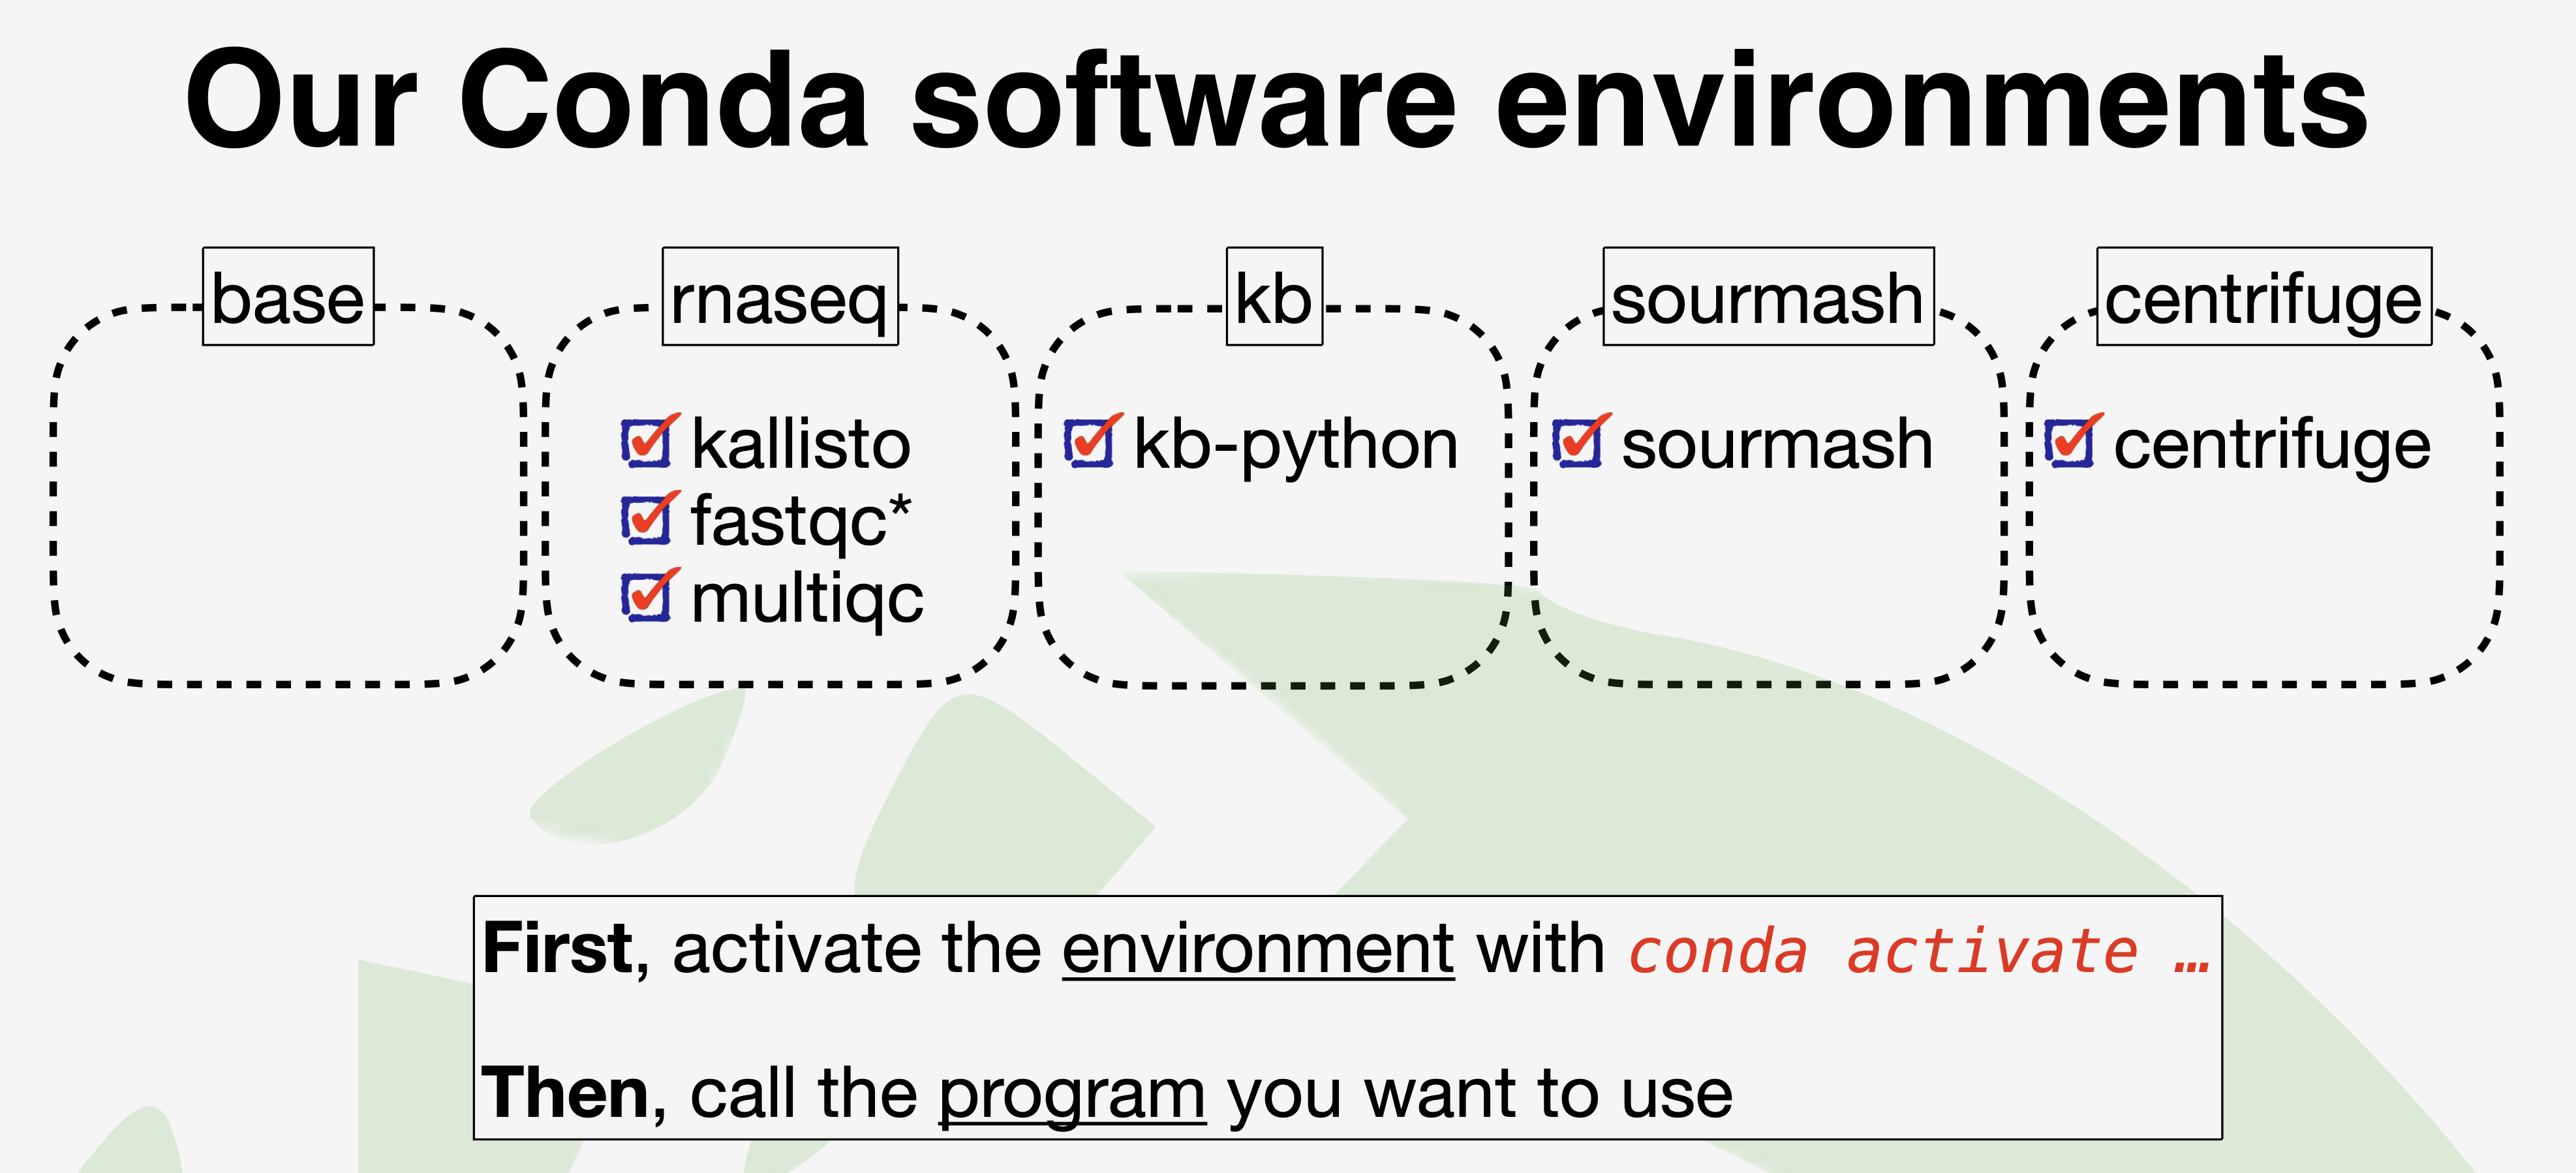 Our Conda software environments
base
rnaseq
kb
sourmash
centrifuge
kallisto
fastqc*
multiqc
kb-python
sourmash
centrifuge
First, activate the environment with conda activate …
Then, call the program you want to use